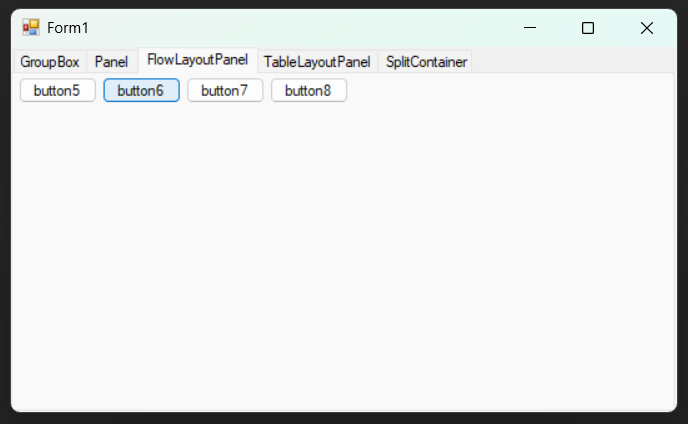 Form1
GroupBox Panel FlowLayoutPanel TableLayoutPanel SplitContainer
button5 button6 button7 button8